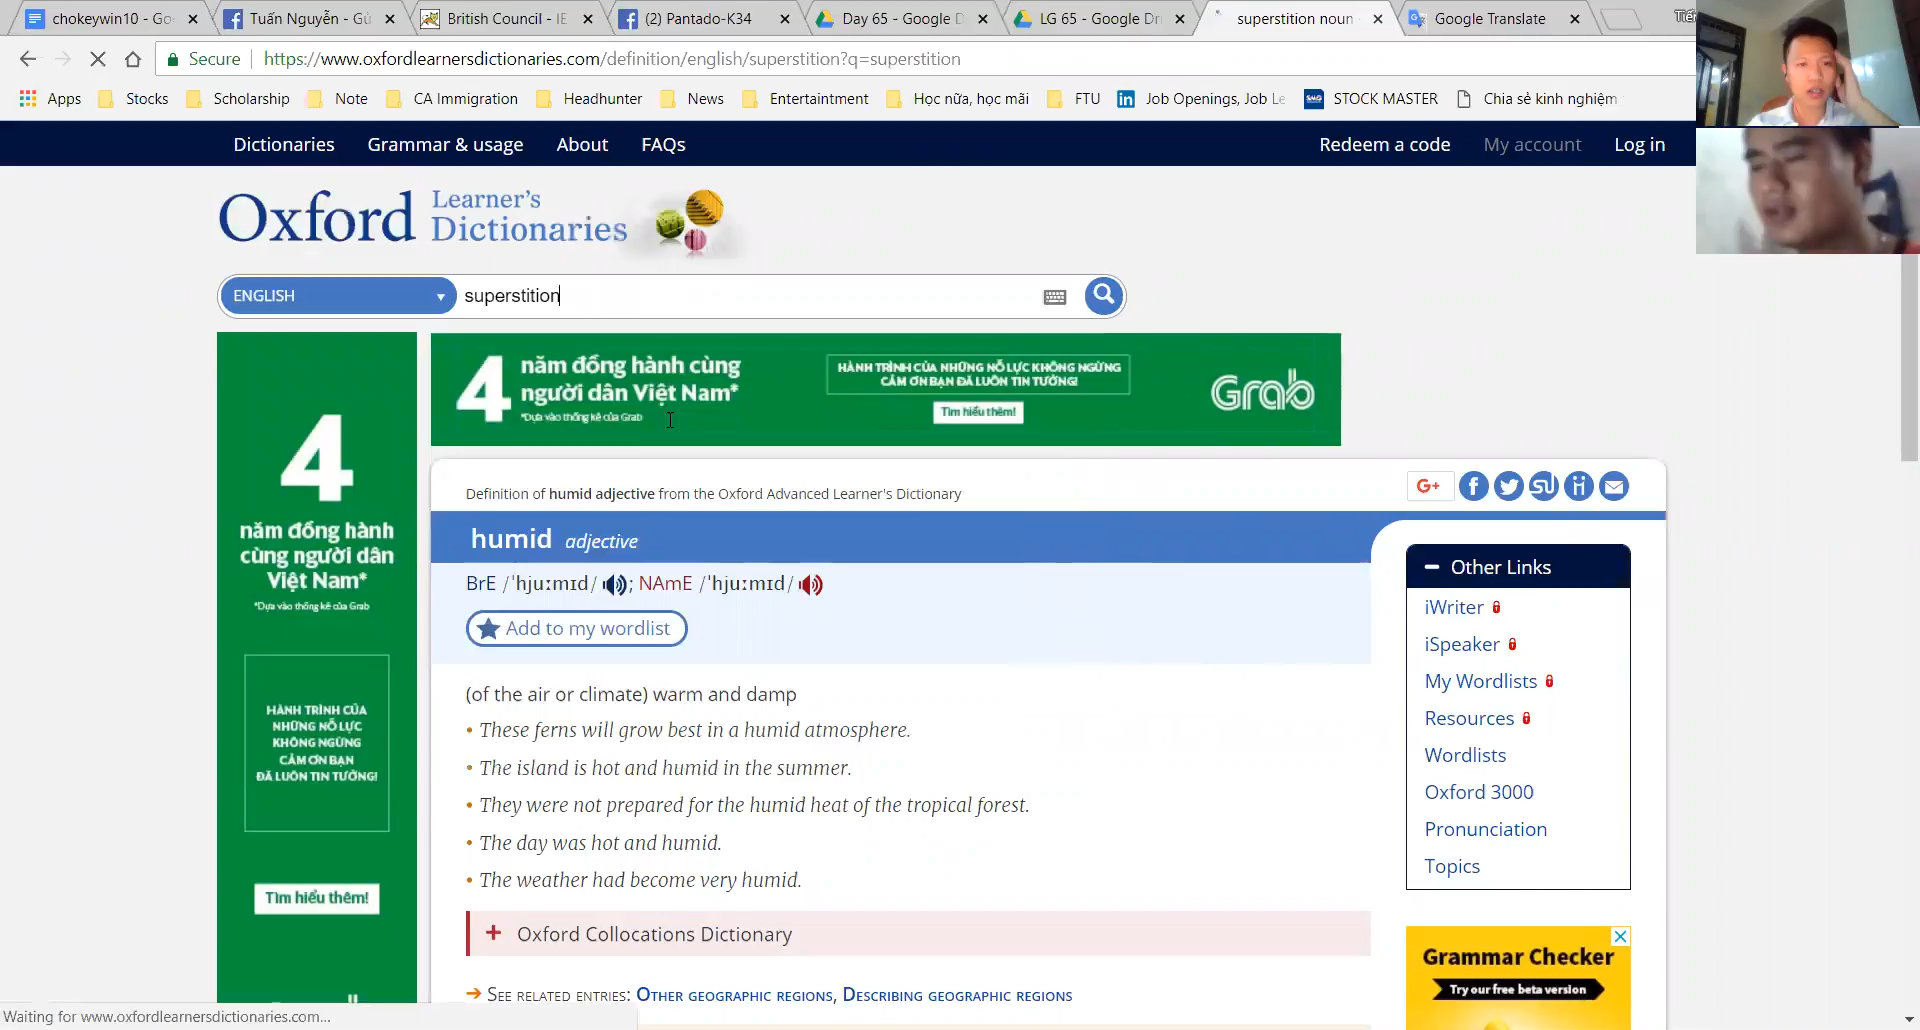 chokeywin10 - Go
Tuấn Nguyễn - Gử
British Council - IE
(2) Pantado-K34
Day 65 - Google D
LG 65 - Google Dri
superstition noun
Google Translate
Secure https://www.oxfordlearnersdictionaries.com/definition/english/superstition?q=superstition
Apps Stocks Scholarship Note CA Immigration Headhunter News Entertaintment Học nữa, học mãi FTU Job Openings, Job Le STOCK MASTER Chia sẻ kinh nghiệm
Dictionaries Grammar & usage About FAQs Redeem a code My account Log in
Oxford Learner's Dictionaries
ENGLISH superstition
4 năm đồng hành cùng
người dân Việt Nam*
*Dựa vào thống kê của Grab
HÀNH TRÌNH CỦA NHỮNG NỖ LỰC KHÔNG NGỪNG
CẢM ƠN BẠN ĐÃ LUÔN TIN TƯỞNG!
Tìm hiểu thêm!
Grab
4
năm đồng hành
cùng người dân
Việt Nam*
*Dựa vào thống kê của Grab
HÀNH TRÌNH CỦA
NHỮNG NỖ LỰC
KHÔNG NGỪNG
CẢM ƠN BẠN
ĐÃ LUÔN TIN TƯỞNG!
Tìm hiểu thêm!
Definition of humid adjective from the Oxford Advanced Learner's Dictionary
G+
humid adjective
BrE /ˈhjuːmɪd/ ; NAmE /ˈhjuːmɪd/
Add to my wordlist
(of the air or climate) warm and damp
• These ferns will grow best in a humid atmosphere.
• The island is hot and humid in the summer.
• They were not prepared for the humid heat of the tropical forest.
• The day was hot and humid.
• The weather had become very humid.
+ Oxford Collocations Dictionary
→ SEE RELATED ENTRIES: OTHER GEOGRAPHIC REGIONS, DESCRIBING GEOGRAPHIC REGIONS
Other Links
iWriter
iSpeaker
My Wordlists
Resources
Wordlists
Oxford 3000
Pronunciation
Topics
Grammar Checker
Try our free beta version
Waiting for www.oxfordlearnersdictionaries.com...